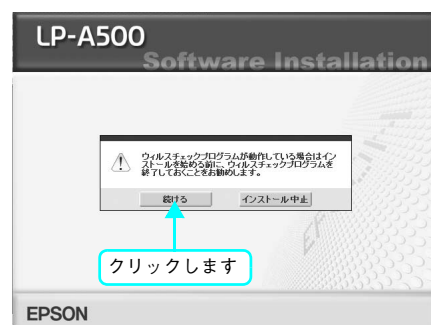 LP-A500
Software Installation
ウィルスチェックプログラムが動作している場合はイン
ストールを始める前に、ウィルスチェックプログラムを
終了しておくことをお勧めします。
続ける
インストール中止
クリックします
EPSON